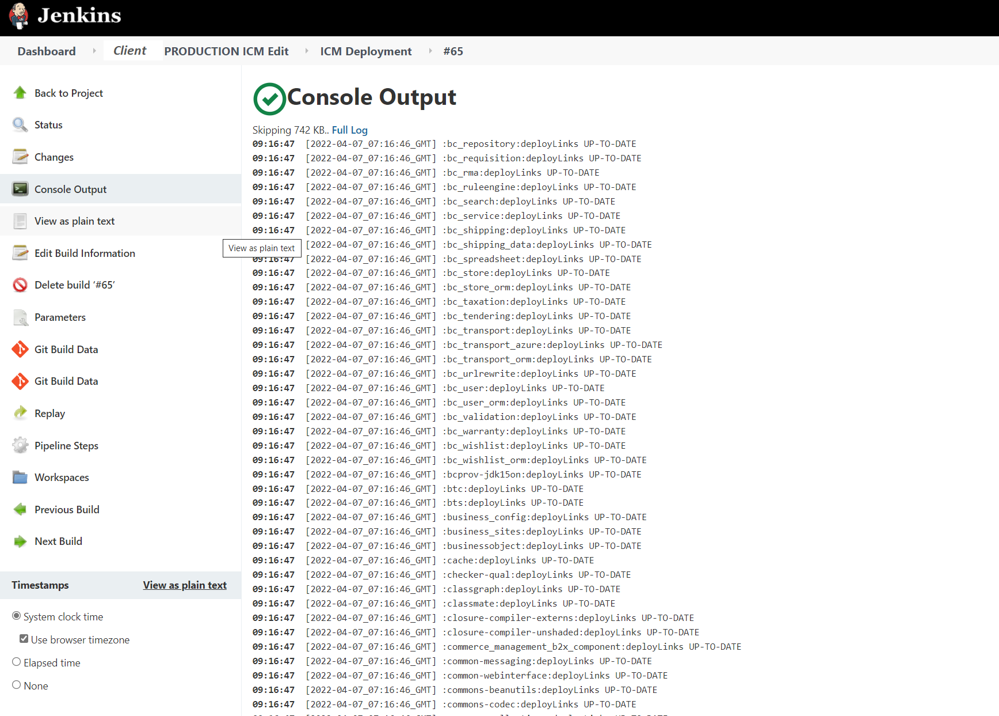 Jenkins
Dashboard Client PRODUCTION ICM Edit ICM Deployment #65
Back to Project
Status
Changes
Console Output
View as plain text
Edit Build Information
Delete build ‘#65’
Parameters
Git Build Data
Git Build Data
Replay
Pipeline Steps
Workspaces
Previous Build
Next Build
Timestamps View as plain text
System clock time
Use browser timezone
Elapsed time
None
Console Output
Skipping 742 KB.. Full Log
09:16:47 [2022-04-07_07:16:46_GMT] :bc_repository:deployLinks UP-TO-DATE
09:16:47 [2022-04-07_07:16:46_GMT] :bc_requisition:deployLinks UP-TO-DATE
09:16:47 [2022-04-07_07:16:46_GMT] :bc_rma:deployLinks UP-TO-DATE
09:16:47 [2022-04-07_07:16:46_GMT] :bc_ruleengine:deployLinks UP-TO-DATE
09:16:47 [2022-04-07_07:16:46_GMT] :bc_search:deployLinks UP-TO-DATE
09:16:47 [2022-04-07_07:16:46_GMT] :bc_service:deployLinks UP-TO-DATE
09:16:47 [2022-04-07_07:16:46_GMT] :bc_shipping:deployLinks UP-TO-DATE
View as plain text [2022-04-07_07:16:46_GMT] :bc_shipping_data:deployLinks UP-TO-DATE
09:16:47 [2022-04-07_07:16:46_GMT] :bc_spreadsheet:deployLinks UP-TO-DATE
09:16:47 [2022-04-07_07:16:46_GMT] :bc_store:deployLinks UP-TO-DATE
09:16:47 [2022-04-07_07:16:46_GMT] :bc_store_orm:deployLinks UP-TO-DATE
09:16:47 [2022-04-07_07:16:46_GMT] :bc_taxation:deployLinks UP-TO-DATE
09:16:47 [2022-04-07_07:16:46_GMT] :bc_tendering:deployLinks UP-TO-DATE
09:16:47 [2022-04-07_07:16:46_GMT] :bc_transport:deployLinks UP-TO-DATE
09:16:47 [2022-04-07_07:16:46_GMT] :bc_transport_azure:deployLinks UP-TO-DATE
09:16:47 [2022-04-07_07:16:46_GMT] :bc_transport_orm:deployLinks UP-TO-DATE
09:16:47 [2022-04-07_07:16:46_GMT] :bc_urlrewrite:deployLinks UP-TO-DATE
09:16:47 [2022-04-07_07:16:46_GMT] :bc_user:deployLinks UP-TO-DATE
09:16:47 [2022-04-07_07:16:46_GMT] :bc_user_orm:deployLinks UP-TO-DATE
09:16:47 [2022-04-07_07:16:46_GMT] :bc_validation:deployLinks UP-TO-DATE
09:16:47 [2022-04-07_07:16:46_GMT] :bc_warranty:deployLinks UP-TO-DATE
09:16:47 [2022-04-07_07:16:46_GMT] :bc_wishlist:deployLinks UP-TO-DATE
09:16:47 [2022-04-07_07:16:46_GMT] :bc_wishlist_orm:deployLinks UP-TO-DATE
09:16:47 [2022-04-07_07:16:46_GMT] :bcprov-jdk15on:deployLinks UP-TO-DATE
09:16:47 [2022-04-07_07:16:46_GMT] :btc:deployLinks UP-TO-DATE
09:16:47 [2022-04-07_07:16:46_GMT] :bts:deployLinks UP-TO-DATE
09:16:47 [2022-04-07_07:16:46_GMT] :business_config:deployLinks UP-TO-DATE
09:16:47 [2022-04-07_07:16:46_GMT] :business_sites:deployLinks UP-TO-DATE
09:16:47 [2022-04-07_07:16:46_GMT] :businessobject:deployLinks UP-TO-DATE
09:16:47 [2022-04-07_07:16:46_GMT] :cache:deployLinks UP-TO-DATE
09:16:47 [2022-04-07_07:16:46_GMT] :checker-qual:deployLinks UP-TO-DATE
09:16:47 [2022-04-07_07:16:46_GMT] :classgraph:deployLinks UP-TO-DATE
09:16:47 [2022-04-07_07:16:46_GMT] :classmate:deployLinks UP-TO-DATE
09:16:47 [2022-04-07_07:16:46_GMT] :closure-compiler-externs:deployLinks UP-TO-DATE
09:16:47 [2022-04-07_07:16:46_GMT] :closure-compiler-unshaded:deployLinks UP-TO-DATE
09:16:47 [2022-04-07_07:16:46_GMT] :commerce_management_b2x_component:deployLinks UP-TO-DATE
09:16:47 [2022-04-07_07:16:46_GMT] :common-messaging:deployLinks UP-TO-DATE
09:16:47 [2022-04-07_07:16:46_GMT] :common-webinterface:deployLinks UP-TO-DATE
09:16:47 [2022-04-07_07:16:46_GMT] :commons-beanutils:deployLinks UP-TO-DATE
09:16:47 [2022-04-07_07:16:46_GMT] :commons-codec:deployLinks UP-TO-DATE